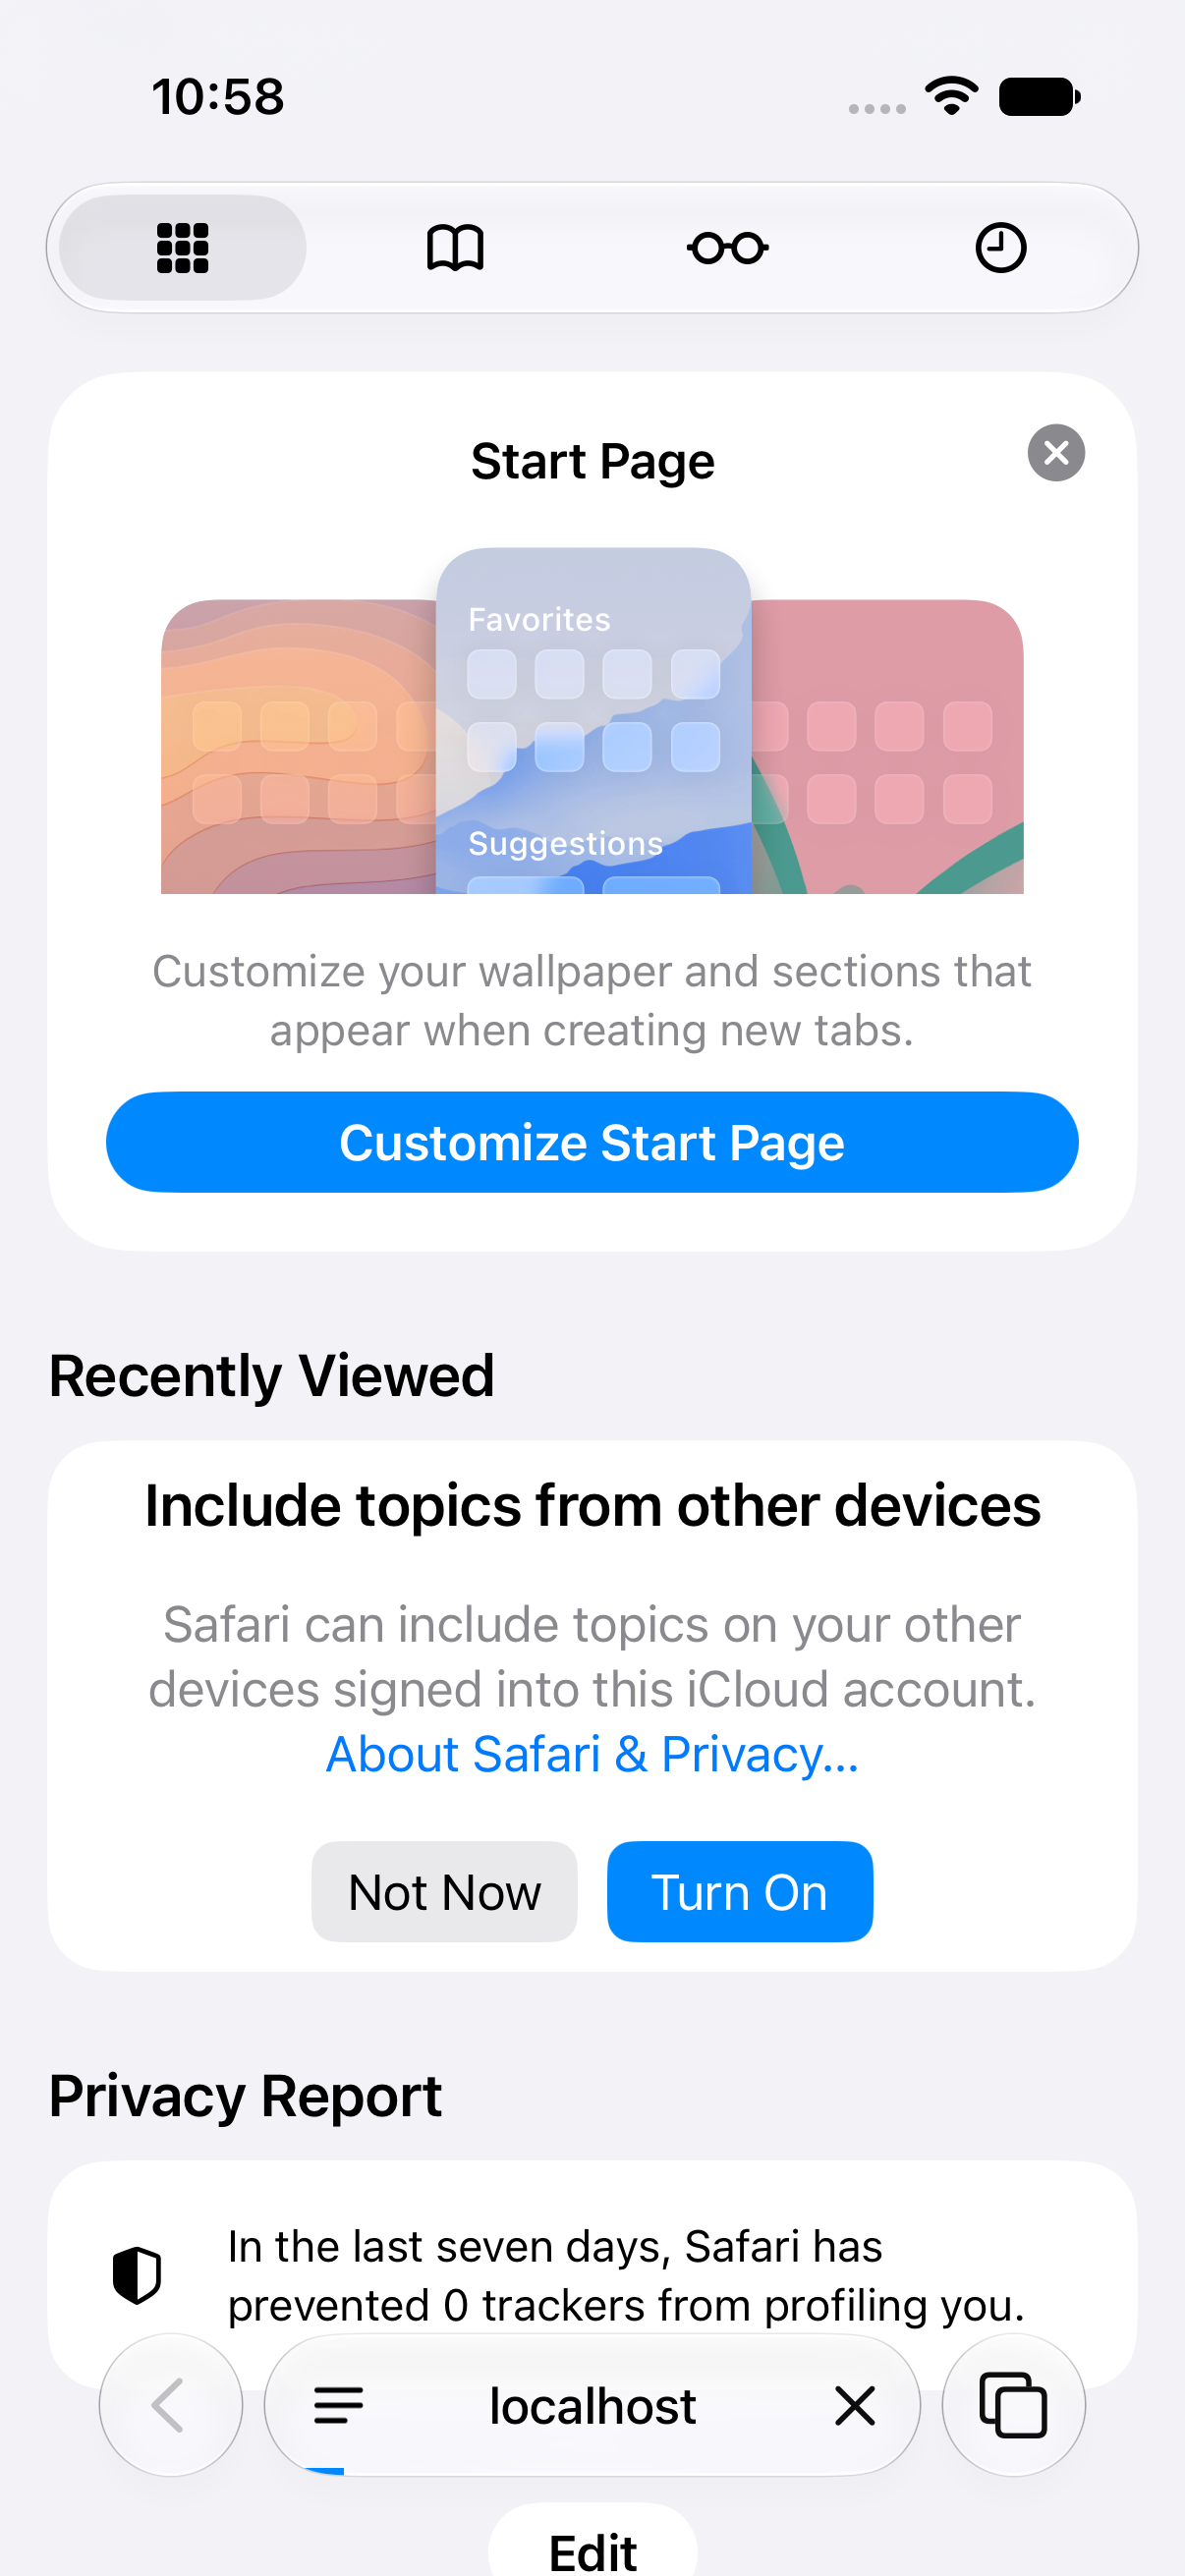 10:58
Start Page
Favorites
Suggestions
Customize your wallpaper and sections that
appear when creating new tabs.
Customize Start Page
Recently Viewed
Include topics from other devices
Safari can include topics on your other
devices signed into this iCloud account.
About Safari & Privacy...
Not Now
Turn On
Privacy Report
In the last seven days, Safari has
prevented 0 trackers from profiling you.
localhost
Edit